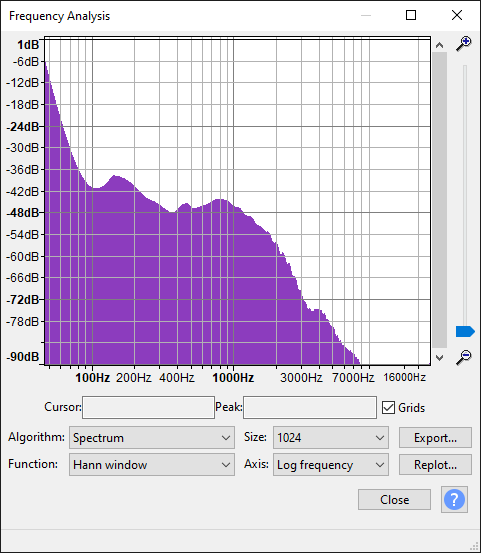 Frequency Analysis
1dB
-6dB
-12dB
-18dB
-24dB
-30dB
-36dB
-42dB
-48dB
-54dB
-60dB
-66dB
-72dB
-78dB
-90dB
100Hz 200Hz 400Hz 1000Hz 3000Hz 70000Hz 16000Hz
Cursor: Peak: Grids
Algorithm: Spectrum Size: 1024 Export...
Function: Hann window Axis: Log frequency Replot...
Close ?